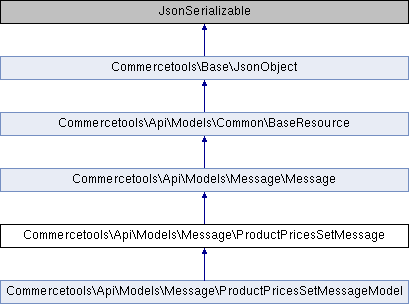 JsonSerializable
Commercetools\Base\JsonObject
Commercetools\Api\Models\Common\BaseResource
Commercetools\Api\Models\Message\Message
Commercetools\Api\Models\Message\ProductPricesSetMessage
Commercetools\Api\Models\Message\ProductPricesSetMessageModel